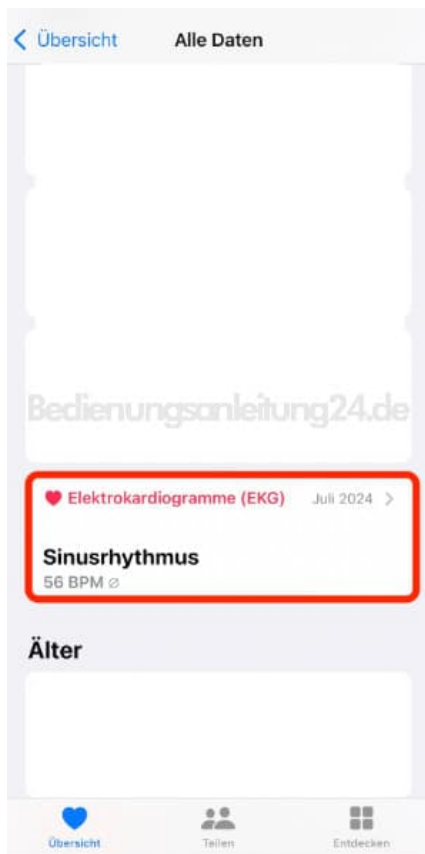 Übersicht
Alle Daten
Bedienungsanleitung24.de
Elektrokardiogramme (EKG)
Juli 2024
Sinusrhythmus
56 BPM ⌀
Älter
Übersicht
Teilen
Entdecken